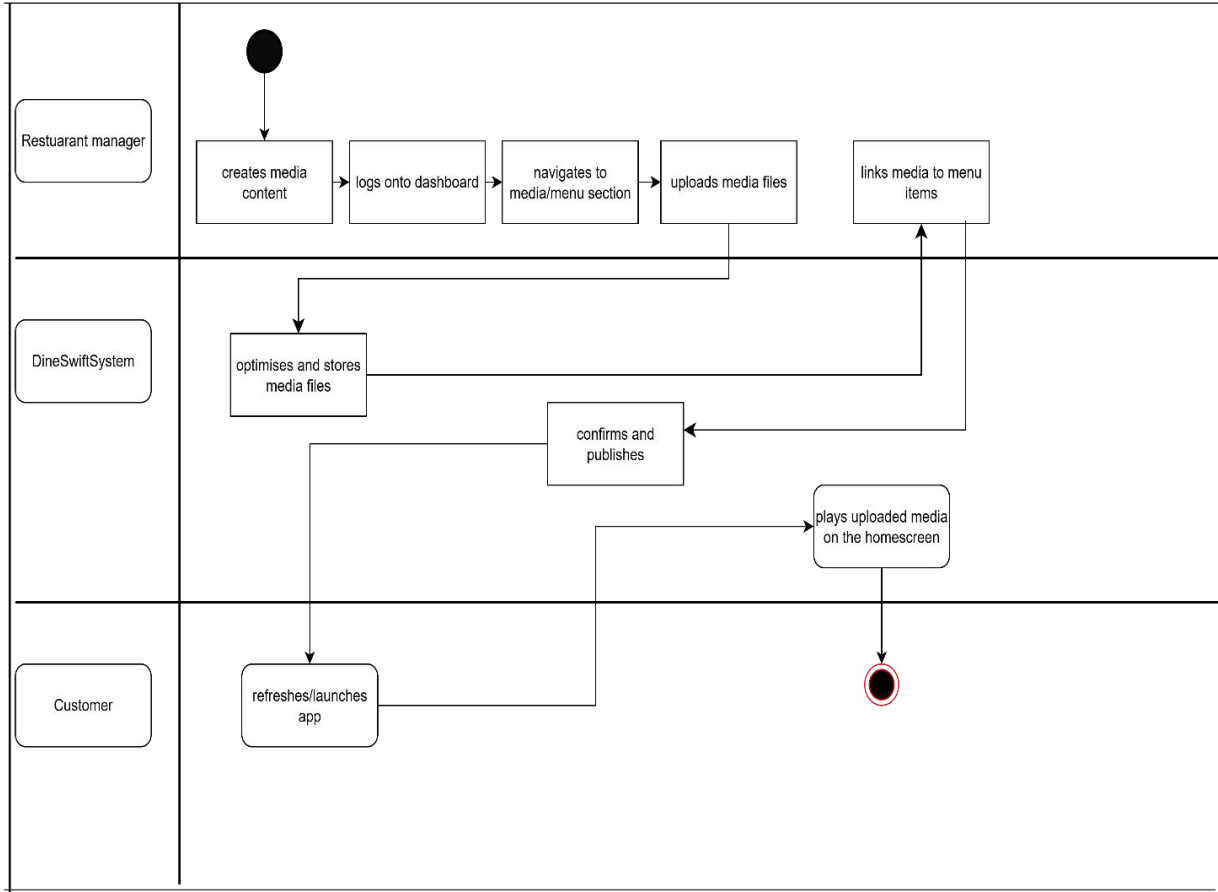 Restuarant manager
creates media
content
logs onto dashboard
navigates to
media/menu section
uploads media files
links media to menu
items
DineSwiftSystem
optimises and stores
media files
confirms and
publishes
plays uploaded media
on the homescreen
Customer
refreshes/launches
app